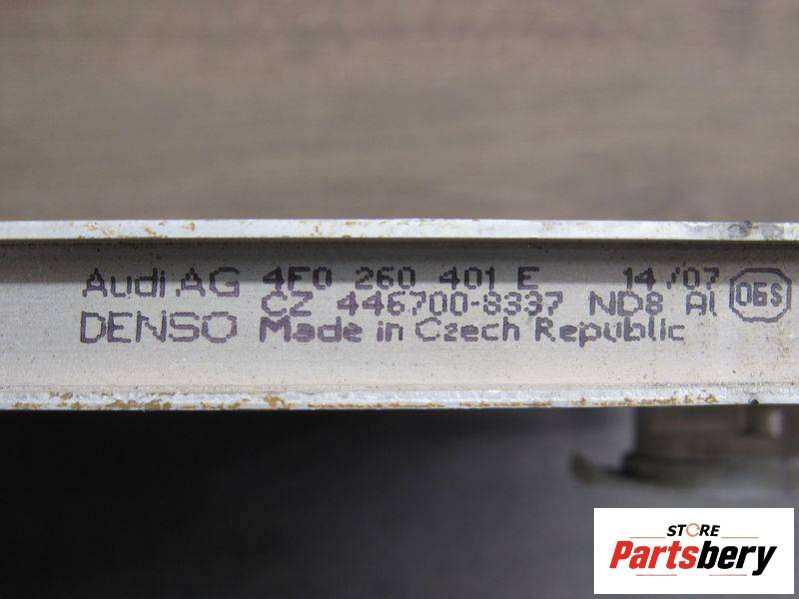 Audi AG 4F0 260 401 E 14/07
CZ 446700-8337 ND8 Al
DENSO Made in Czech Republic
06S
STORE
Partsbery